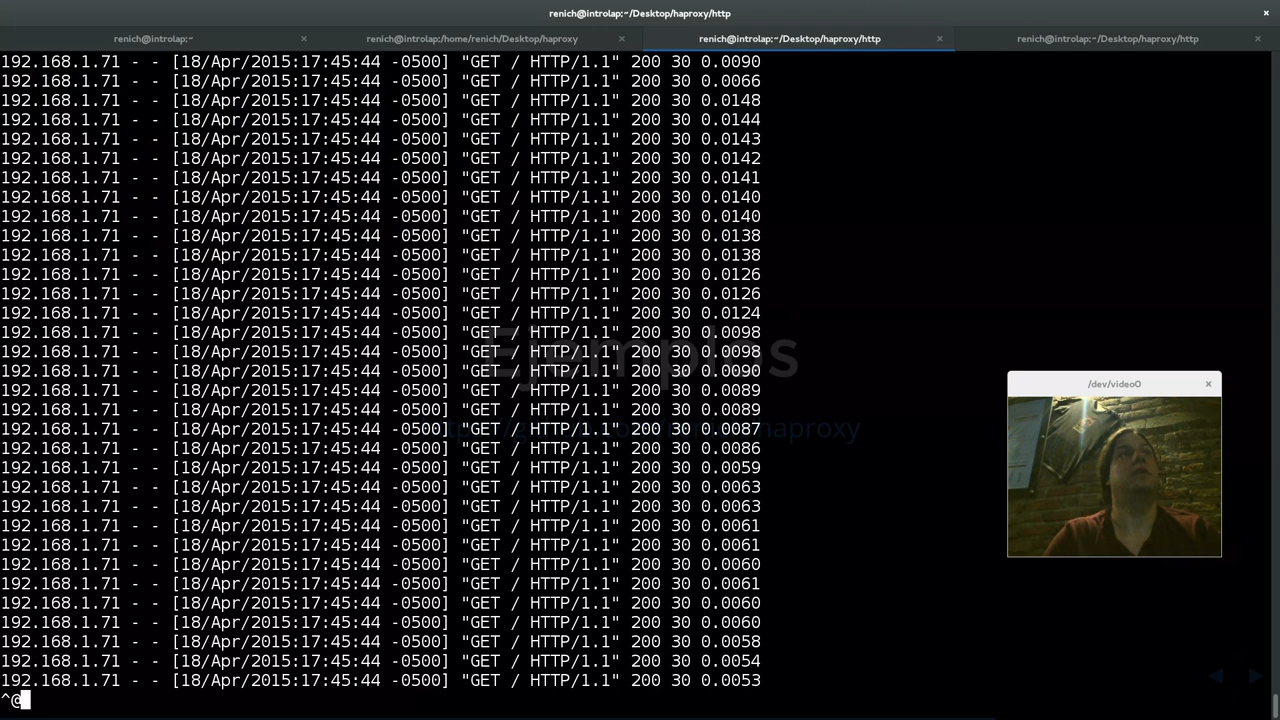 renich@introlap:~/Desktop/haproxy/http ×
renich@introlap:~ × renich@introlap:/home/renich/Desktop/haproxy × renich@introlap:~/Desktop/haproxy/http × renich@introlap:~/Desktop/haproxy/http ×
192.168.1.71 - - [18/Apr/2015:17:45:44 -0500] "GET / HTTP/1.1" 200 30 0.0090
192.168.1.71 - - [18/Apr/2015:17:45:44 -0500] "GET / HTTP/1.1" 200 30 0.0066
192.168.1.71 - - [18/Apr/2015:17:45:44 -0500] "GET / HTTP/1.1" 200 30 0.0148
192.168.1.71 - - [18/Apr/2015:17:45:44 -0500] "GET / HTTP/1.1" 200 30 0.0144
192.168.1.71 - - [18/Apr/2015:17:45:44 -0500] "GET / HTTP/1.1" 200 30 0.0143
192.168.1.71 - - [18/Apr/2015:17:45:44 -0500] "GET / HTTP/1.1" 200 30 0.0142
192.168.1.71 - - [18/Apr/2015:17:45:44 -0500] "GET / HTTP/1.1" 200 30 0.0141
192.168.1.71 - - [18/Apr/2015:17:45:44 -0500] "GET / HTTP/1.1" 200 30 0.0140
192.168.1.71 - - [18/Apr/2015:17:45:44 -0500] "GET / HTTP/1.1" 200 30 0.0140
192.168.1.71 - - [18/Apr/2015:17:45:44 -0500] "GET / HTTP/1.1" 200 30 0.0138
192.168.1.71 - - [18/Apr/2015:17:45:44 -0500] "GET / HTTP/1.1" 200 30 0.0138
192.168.1.71 - - [18/Apr/2015:17:45:44 -0500] "GET / HTTP/1.1" 200 30 0.0126
192.168.1.71 - - [18/Apr/2015:17:45:44 -0500] "GET / HTTP/1.1" 200 30 0.0126
192.168.1.71 - - [18/Apr/2015:17:45:44 -0500] "GET / HTTP/1.1" 200 30 0.0124
192.168.1.71 - - [18/Apr/2015:17:45:44 -0500] "GET / HTTP/1.1" 200 30 0.0098
Ejemplos
192.168.1.71 - - [18/Apr/2015:17:45:44 -0500] "GET / HTTP/1.1" 200 30 0.0098
192.168.1.71 - - [18/Apr/2015:17:45:44 -0500] "GET / HTTP/1.1" 200 30 0.0090
/dev/video0 ×
192.168.1.71 - - [18/Apr/2015:17:45:44 -0500] "GET / HTTP/1.1" 200 30 0.0089
192.168.1.71 - - [18/Apr/2015:17:45:44 -0500] "GET / HTTP/1.1" 200 30 0.0089
192.168.1.71 - - [18/Apr/2015:17:45:44 -0500] "GET / HTTP/1.1" 200 30 0.0087
haproxy
192.168.1.71 - - [18/Apr/2015:17:45:44 -0500] "GET / HTTP/1.1" 200 30 0.0086
192.168.1.71 - - [18/Apr/2015:17:45:44 -0500] "GET / HTTP/1.1" 200 30 0.0059
192.168.1.71 - - [18/Apr/2015:17:45:44 -0500] "GET / HTTP/1.1" 200 30 0.0063
192.168.1.71 - - [18/Apr/2015:17:45:44 -0500] "GET / HTTP/1.1" 200 30 0.0063
192.168.1.71 - - [18/Apr/2015:17:45:44 -0500] "GET / HTTP/1.1" 200 30 0.0061
192.168.1.71 - - [18/Apr/2015:17:45:44 -0500] "GET / HTTP/1.1" 200 30 0.0061
192.168.1.71 - - [18/Apr/2015:17:45:44 -0500] "GET / HTTP/1.1" 200 30 0.0060
192.168.1.71 - - [18/Apr/2015:17:45:44 -0500] "GET / HTTP/1.1" 200 30 0.0061
192.168.1.71 - - [18/Apr/2015:17:45:44 -0500] "GET / HTTP/1.1" 200 30 0.0060
192.168.1.71 - - [18/Apr/2015:17:45:44 -0500] "GET / HTTP/1.1" 200 30 0.0060
192.168.1.71 - - [18/Apr/2015:17:45:44 -0500] "GET / HTTP/1.1" 200 30 0.0058
192.168.1.71 - - [18/Apr/2015:17:45:44 -0500] "GET / HTTP/1.1" 200 30 0.0054
192.168.1.71 - - [18/Apr/2015:17:45:44 -0500] "GET / HTTP/1.1" 200 30 0.0053
^@